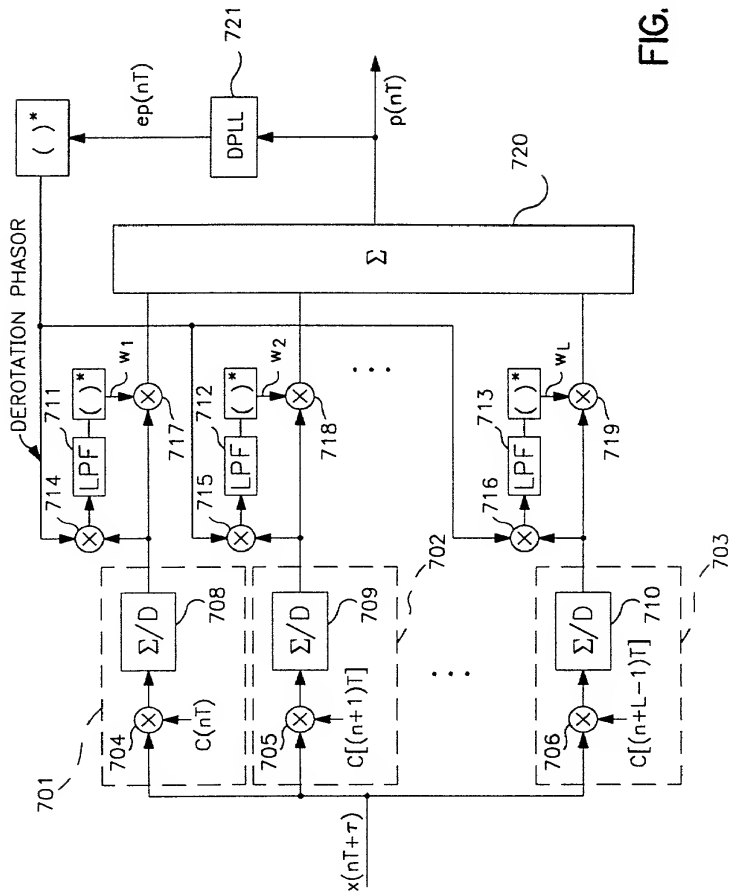 x(nT+τ)
701
704
C(nT)
Σ/D
708
705
C[(n+1)T]
Σ/D
709
702
...
706
C[(n+L−1)T]
Σ/D
710
703
DEROTATION PHASOR
714
LPF
711
( )*
w1
717
715
LPF
712
( )*
w2
718
...
716
LPF
713
( )*
wL
719
Σ
720
( )*
ep(nT)
DPLL
721
p(nT)
FIG.